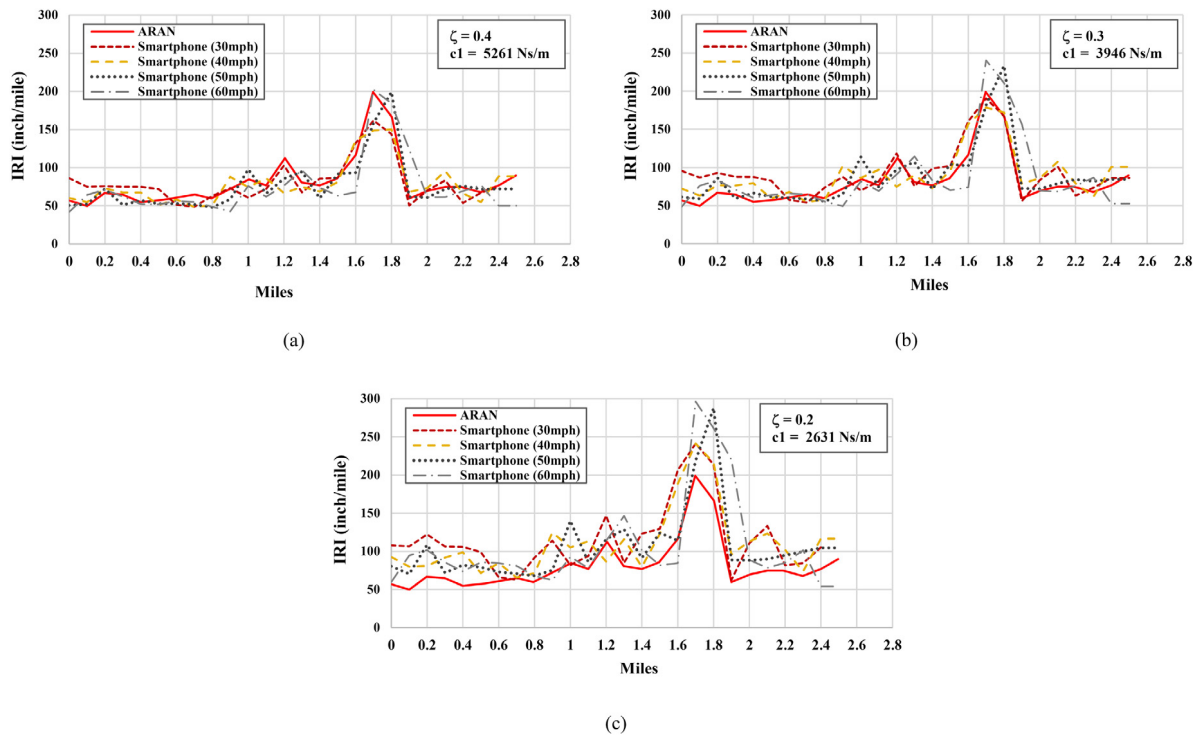 300
250
200
150
100
50
0
IRI (inch/mile)
ARAN
Smartphone (30mph)
Smartphone (40mph)
Smartphone (50mph)
Smartphone (60mph)
ζ = 0.4
c1 = 5261 Ns/m
0 0.2 0.4 0.6 0.8 1 1.2 1.4 1.6 1.8 2 2.2 2.4 2.6 2.8
Miles
(a)
300
250
200
150
100
50
0
IRI (inch/mile)
ARAN
Smartphone (30mph)
Smartphone (40mph)
Smartphone (50mph)
Smartphone (60mph)
ζ = 0.3
c1 = 3946 Ns/m
0 0.2 0.4 0.6 0.8 1 1.2 1.4 1.6 1.8 2 2.2 2.4 2.6 2.8
Miles
(b)
300
250
200
150
100
50
0
IRI (inch/mile)
ARAN
Smartphone (30mph)
Smartphone (40mph)
Smartphone (50mph)
Smartphone (60mph)
ζ = 0.2
c1 = 2631 Ns/m
0 0.2 0.4 0.6 0.8 1 1.2 1.4 1.6 1.8 2 2.2 2.4 2.6 2.8
Miles
(c)